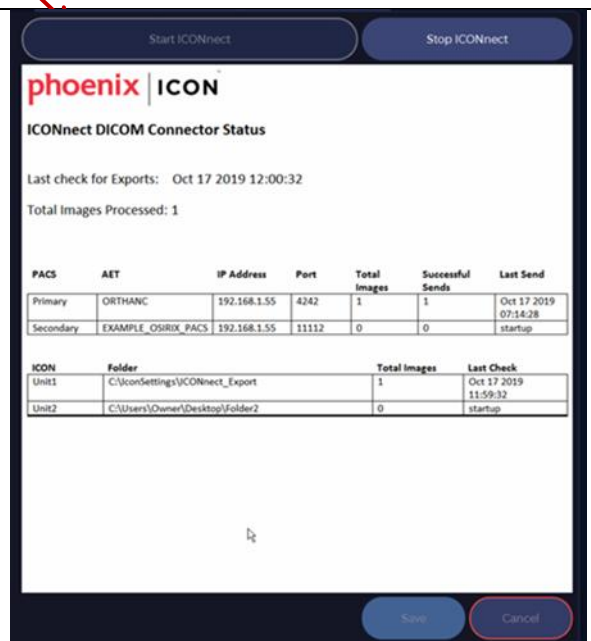 Start ICONnect Stop ICONnect
phoenix | ICON
ICONnect DICOM Connector Status
Last check for Exports: Oct 17 2019 12:00:32
Total Images Processed: 1
PACS AET IP Address Port Total Images Successful Sends Last Send
Primary ORTHANC 192.168.1.55 4242 1 1 Oct 17 2019 07:14:28
Secondary EXAMPLE_OSIRIX_PACS 192.168.1.55 11112 0 0 startup
ICON Folder Total Images Last Check
Unit1 C:\IconSettings\ICONnect_Export 1 Oct 17 2019 11:59:32
Unit2 C:\Users\Owner\Desktop\Folder2 0 startup
Save Cancel